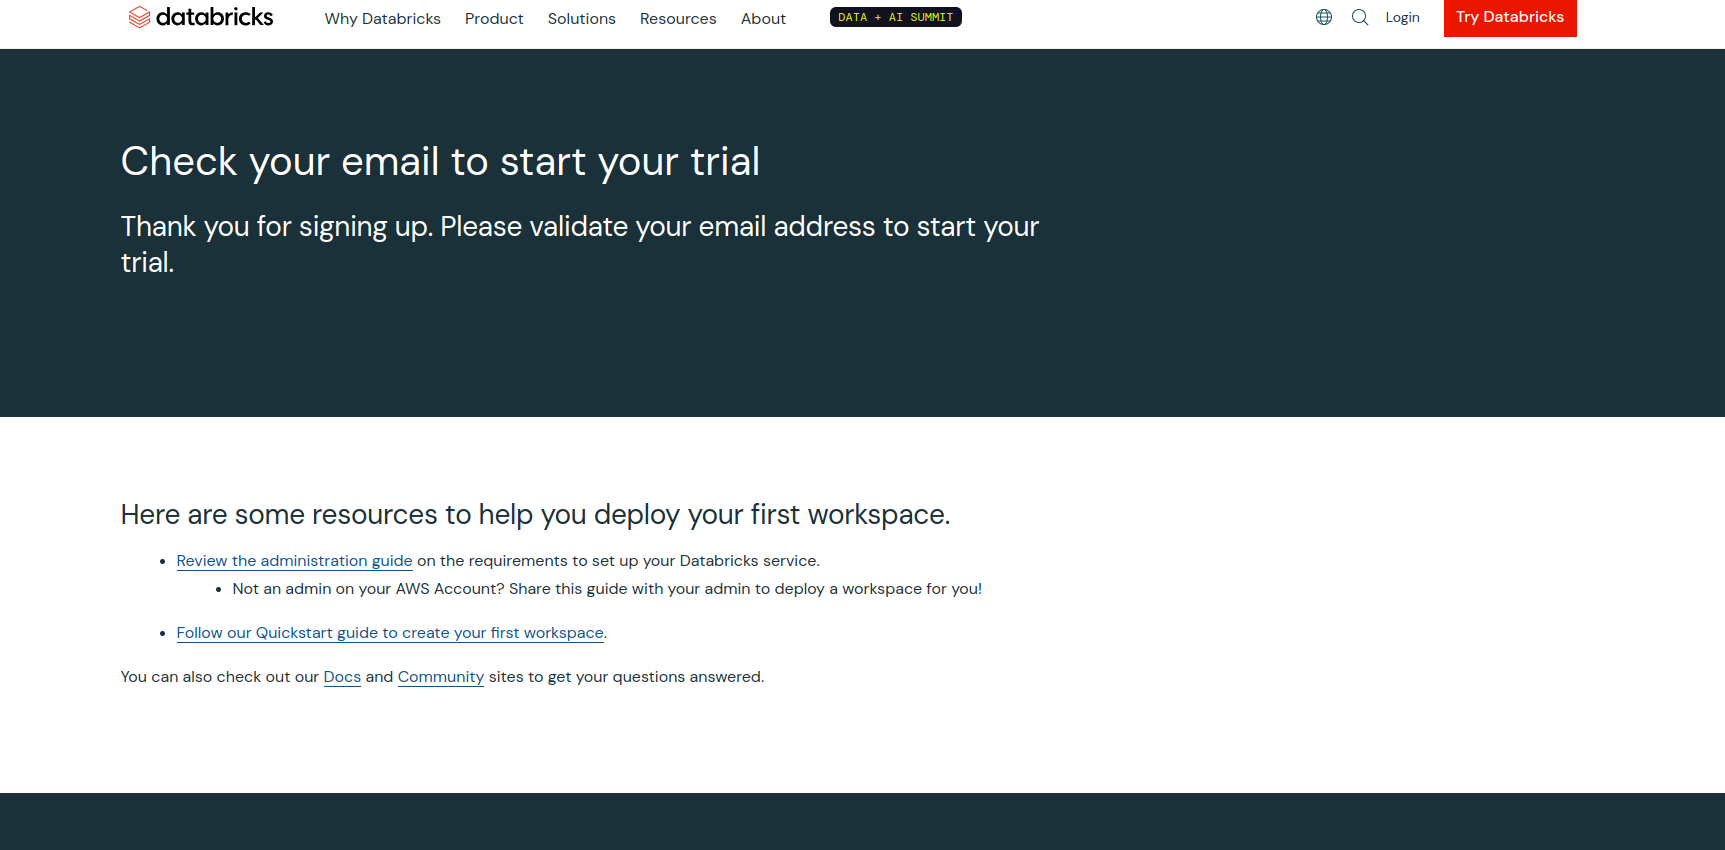 databricks
Why Databricks Product Solutions Resources About DATA + AI SUMMIT Login Try Databricks
Check your email to start your trial
Thank you for signing up. Please validate your email address to start your
trial.
Here are some resources to help you deploy your first workspace.
Review the administration guide on the requirements to set up your Databricks service.
Not an admin on your AWS Account? Share this guide with your admin to deploy a workspace for you!
Follow our Quickstart guide to create your first workspace.
You can also check out our Docs and Community sites to get your questions answered.